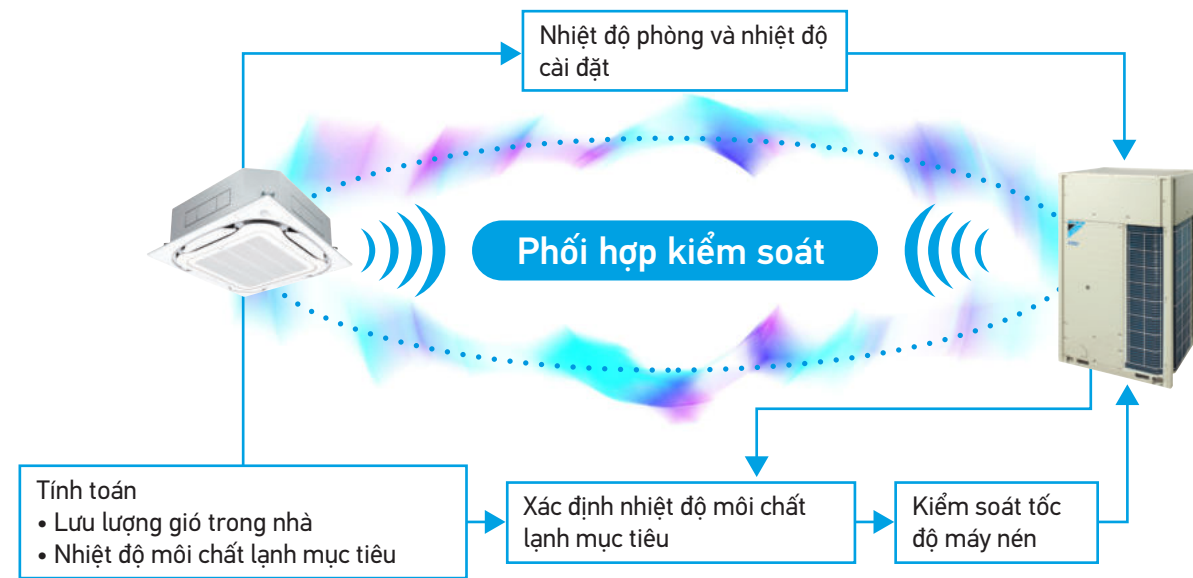 Nhiệt độ phòng và nhiệt độ
cài đặt
Phối hợp kiểm soát
Tính toán
• Lưu lượng gió trong nhà
• Nhiệt độ môi chất lạnh mục tiêu
Xác định nhiệt độ môi chất
lạnh mục tiêu
Kiểm soát tốc
độ máy nén